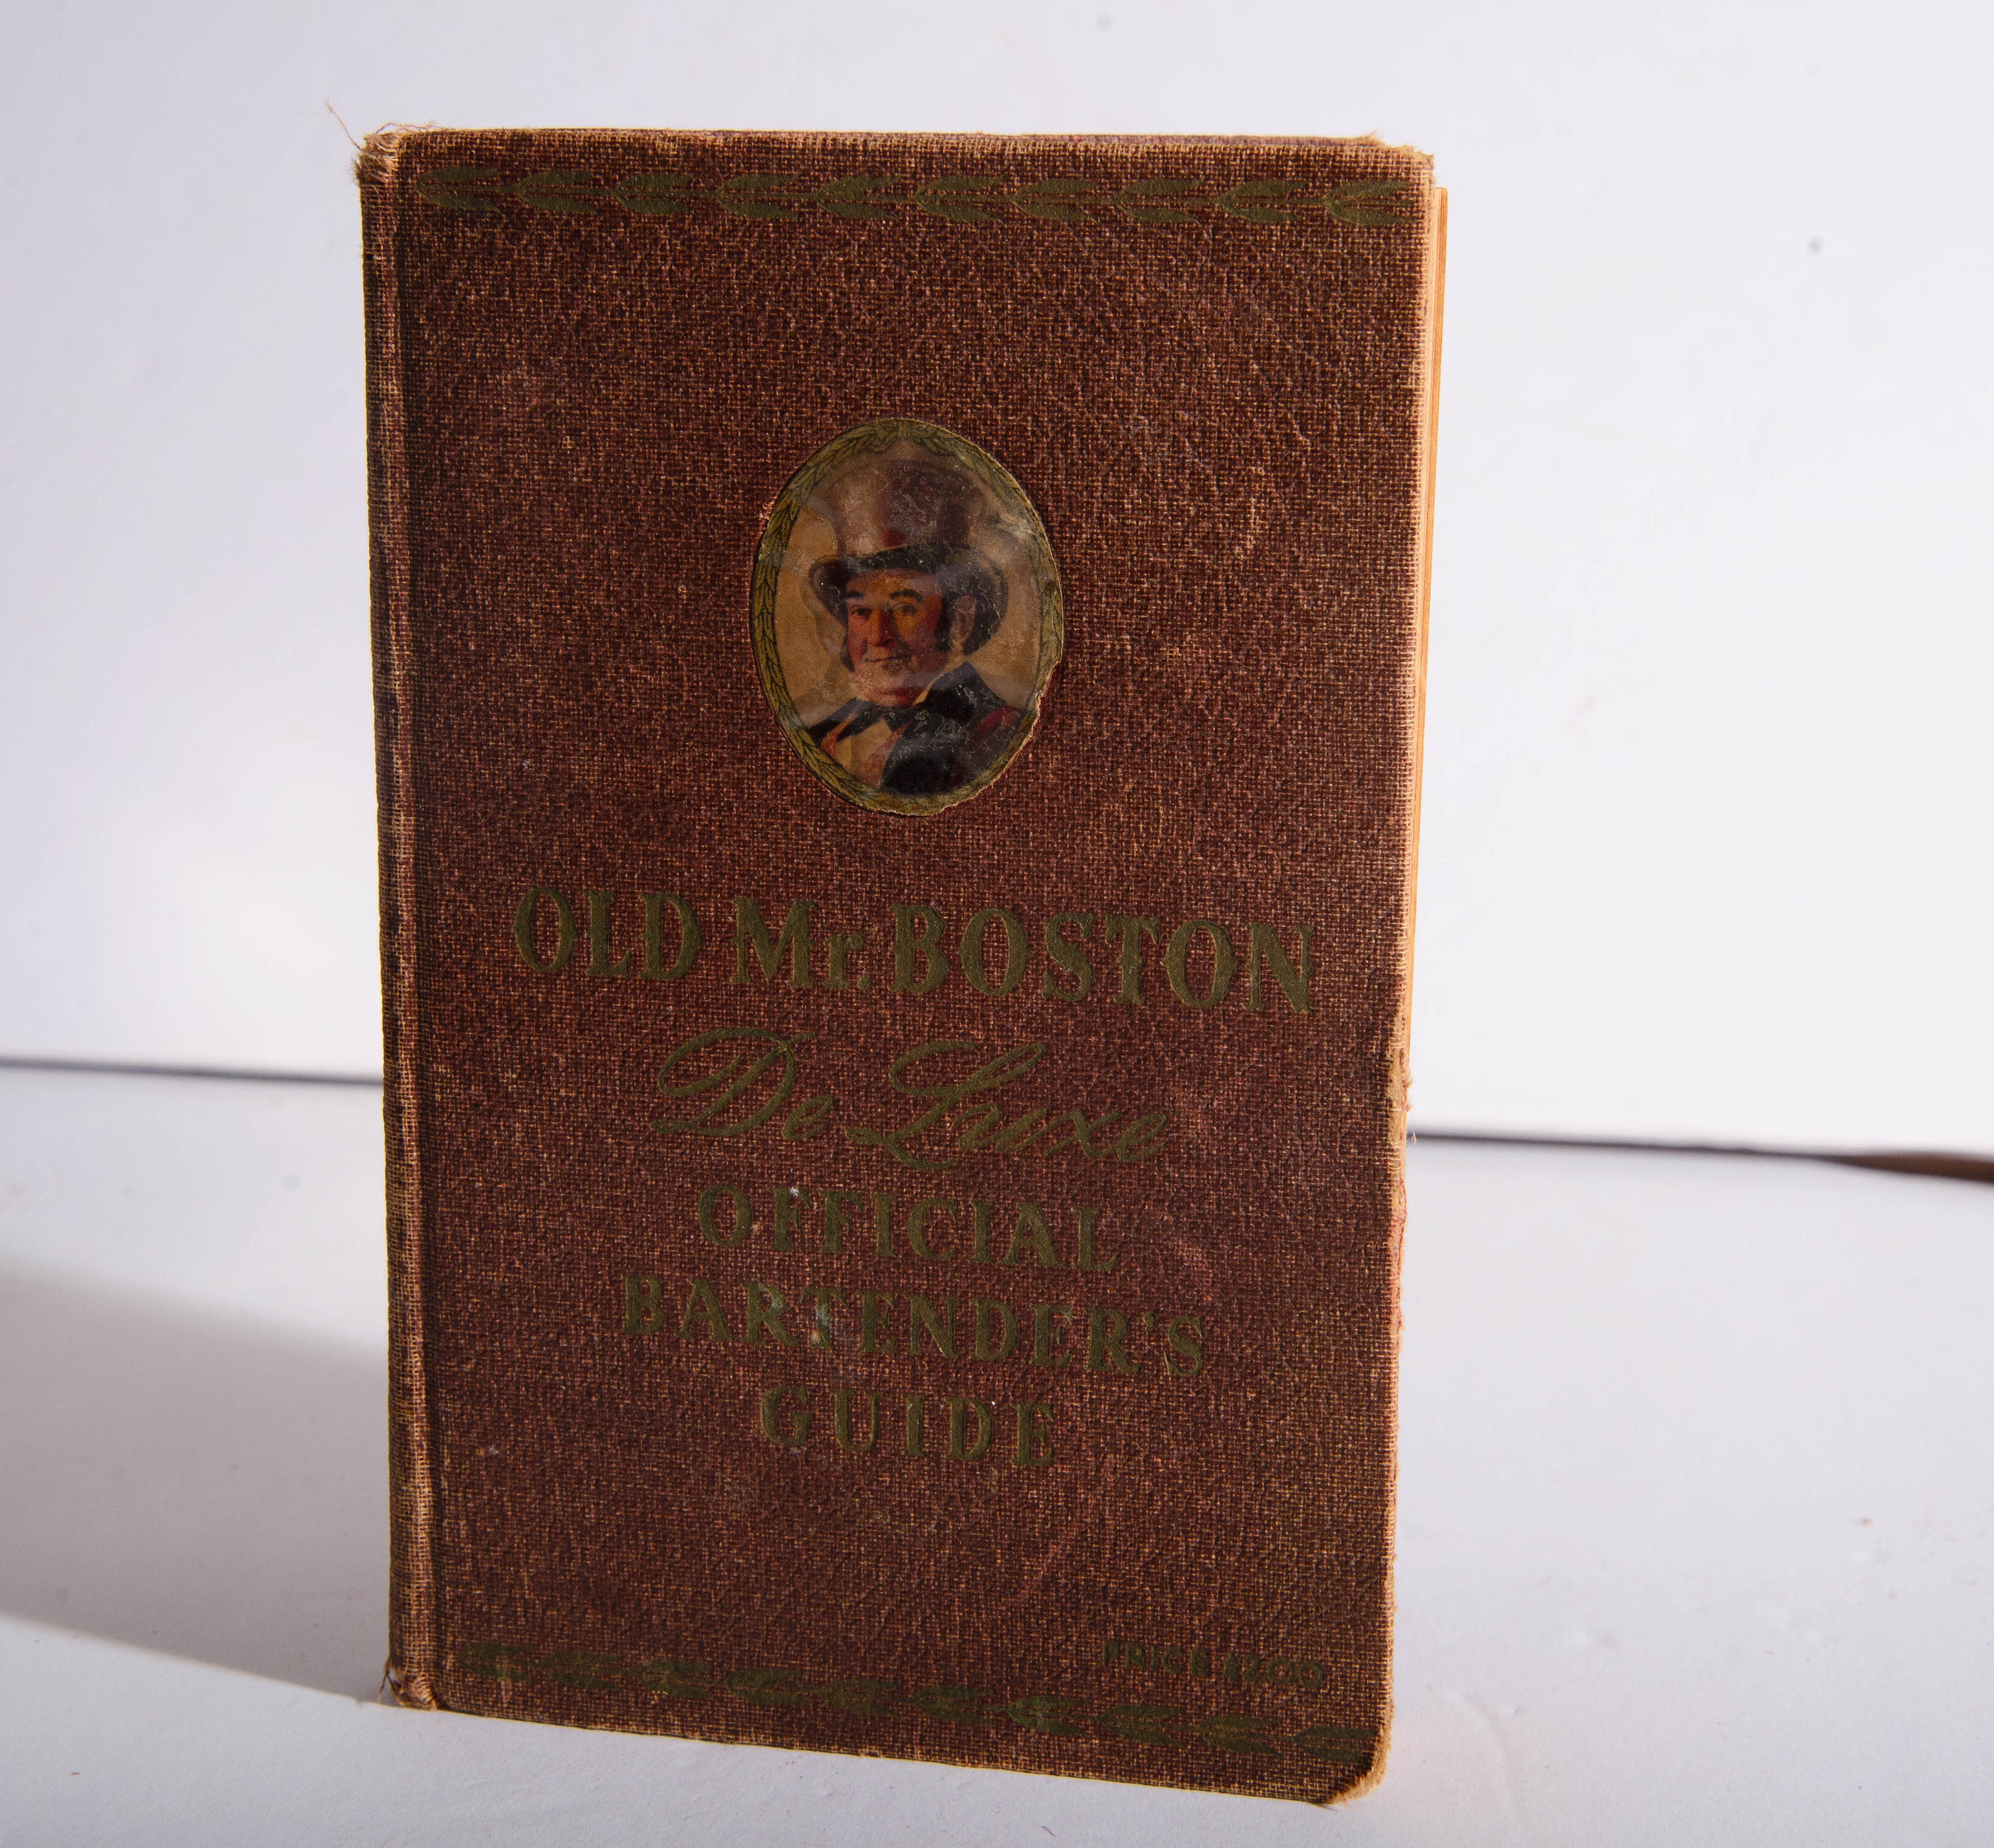 OLD Mr. BOSTON
De Luxe
OFFICIAL
BARTENDER'S
GUIDE
PRICE $1.00